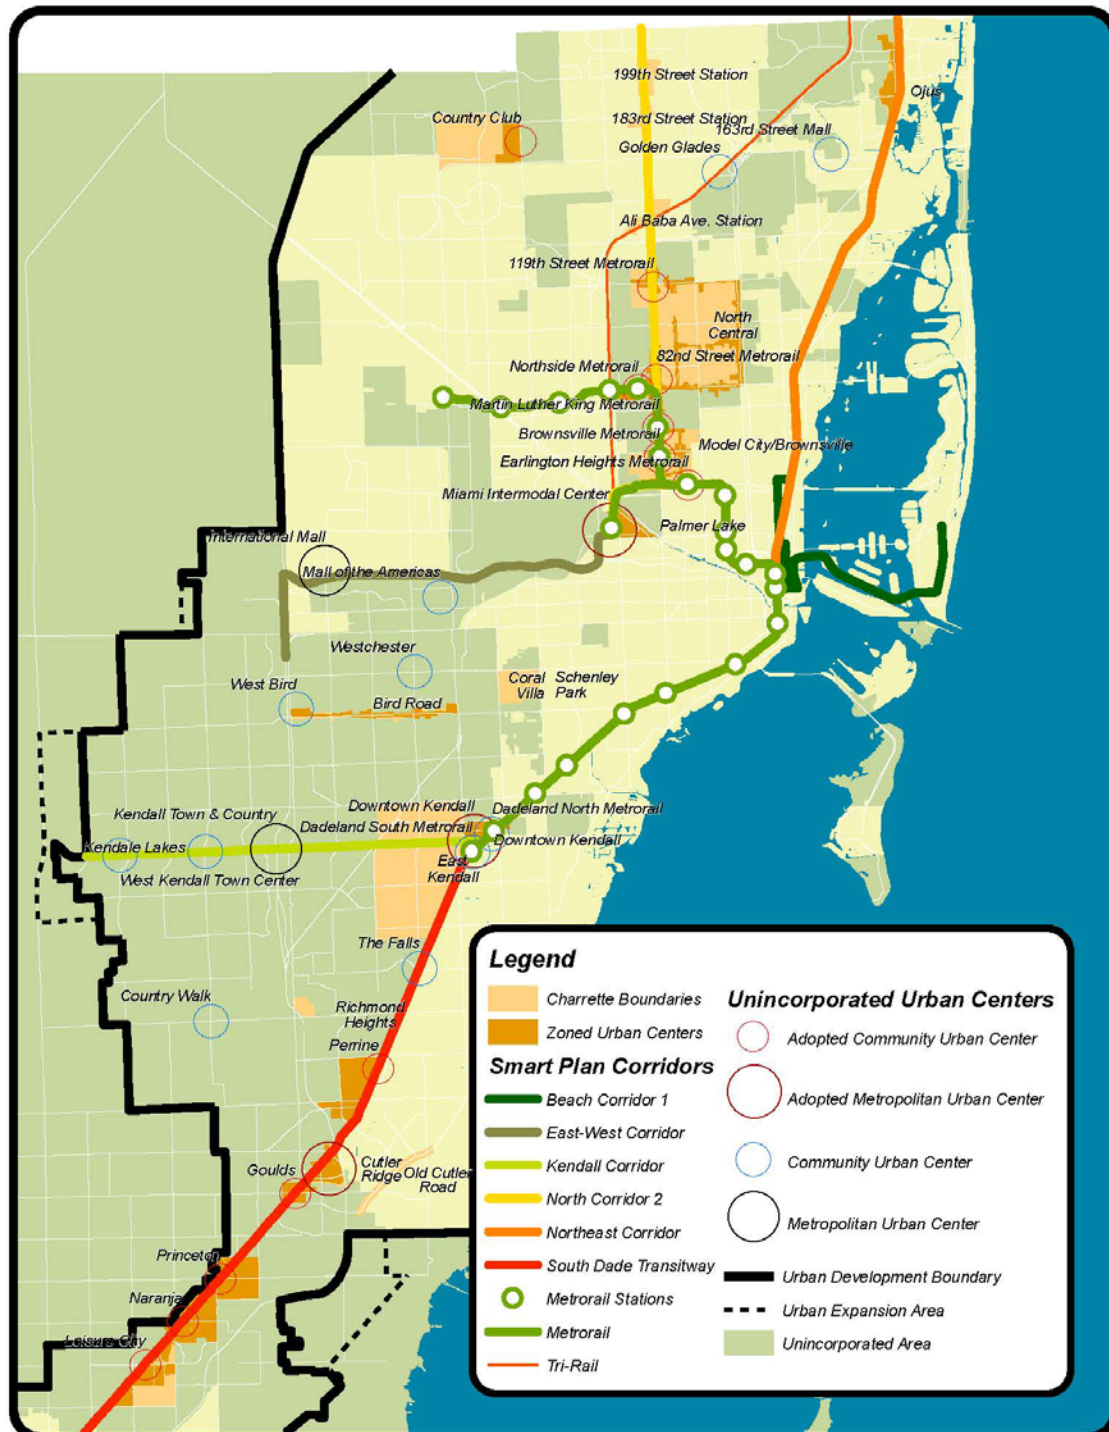 199th Street Station
Ojus
Country Club
183rd Street Station
163rd Street Mall
Golden Glades
Ali Baba Ave. Station
119th Street Metrorail
North
Central
82nd Street Metrorail
Northside Metrorail
Martin Luther King Metrorail
Brownsville Metrorail
Model City/Brownsville
Earlington Heights Metrorail
Miami Intermodal Center
Palmer Lake
International Mall
Mall of the Americas
Westchester
West Bird
Bird Road
Coral
Villa
Schenley
Park
Downtown Kendall
Dadeland North Metrorail
Kendall Town & Country
Dadeland South Metrorail
Downtown Kendall
Kendale Lakes
East
Kendall
West Kendall Town Center
The Falls
Country Walk
Richmond
Heights
Perrine
Goulds
Cutler
Ridge
Old Cutler
Road
Princeton
Naranja
Leisure City
Legend
Charrette Boundaries
Zoned Urban Centers
Smart Plan Corridors
Beach Corridor 1
East-West Corridor
Kendall Corridor
North Corridor 2
Northeast Corridor
South Dade Transitway
Metrorail Stations
Metrorail
Tri-Rail
Unincorporated Urban Centers
Adopted Community Urban Center
Adopted Metropolitan Urban Center
Community Urban Center
Metropolitan Urban Center
Urban Development Boundary
Urban Expansion Area
Unincorporated Area